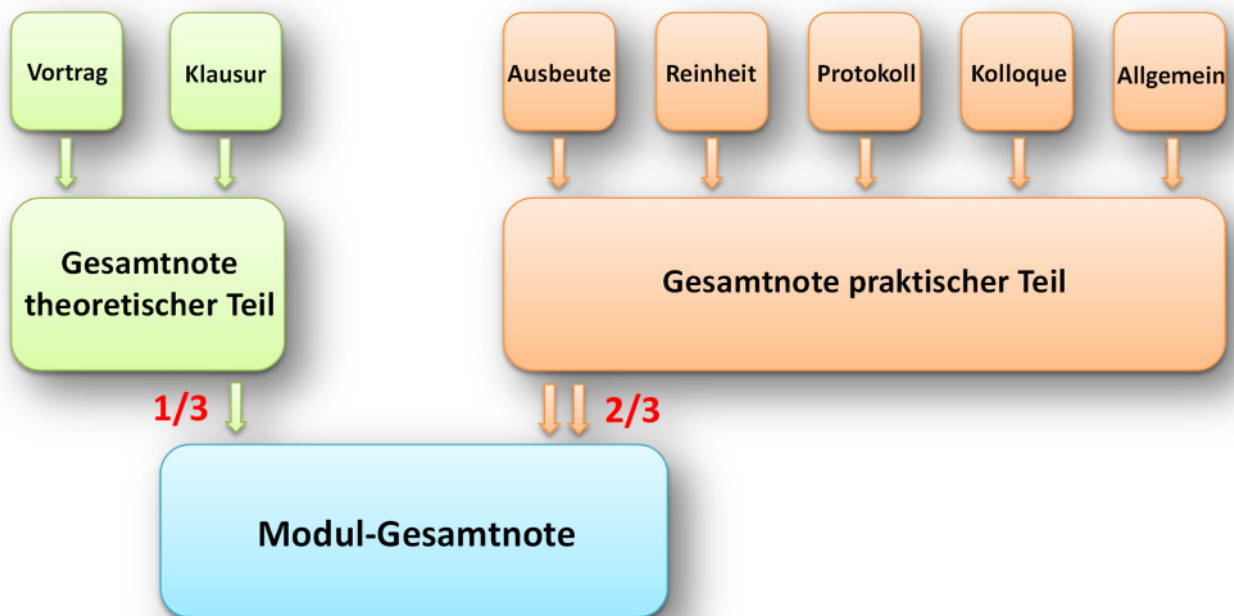 Vortrag
Klausur
Ausbeute
Reinheit
Protokoll
Kolloque
Allgemein
Gesamtnote
theoretischer Teil
Gesamtnote praktischer Teil
1/3
2/3
Modul-Gesamtnote